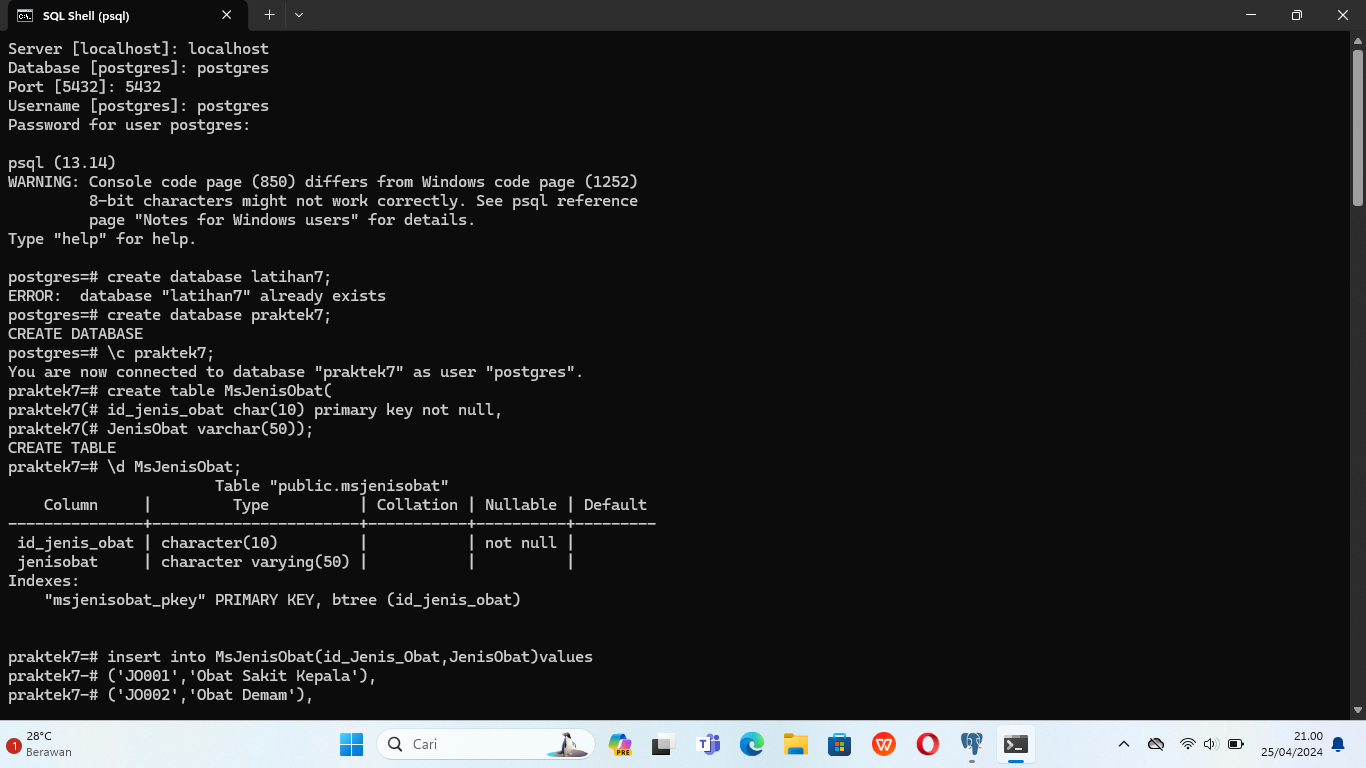 SQL Shell (psql)
Server [localhost]: localhost
Database [postgres]: postgres
Port [5432]: 5432
Username [postgres]: postgres
Password for user postgres:
psql (13.14)
WARNING: Console code page (850) differs from Windows code page (1252)
         8-bit characters might not work correctly. See psql reference
         page "Notes for Windows users" for details.
Type "help" for help.
postgres=# create database latihan7;
ERROR:  database "latihan7" already exists
postgres=# create database praktek7;
CREATE DATABASE
postgres=# \c praktek7;
You are now connected to database "praktek7" as user "postgres".
praktek7=# create table MsJenisObat(
praktek7(# id_jenis_obat char(10) primary key not null,
praktek7(# JenisObat varchar(50));
CREATE TABLE
praktek7=# \d MsJenisObat;
                       Table "public.msjenisobat"
    Column     |         Type          | Collation | Nullable | Default
---------------+-----------------------+-----------+----------+---------
 id_jenis_obat | character(10)         |           | not null |
 jenisobat     | character varying(50) |           |          |
Indexes:
    "msjenisobat_pkey" PRIMARY KEY, btree (id_jenis_obat)
praktek7=# insert into MsJenisObat(id_Jenis_Obat,JenisObat)values
praktek7-# ('JO001','Obat Sakit Kepala'),
praktek7-# ('JO002','Obat Demam'),
1
28°C
Berawan
Cari
PRE
21.00
25/04/2024